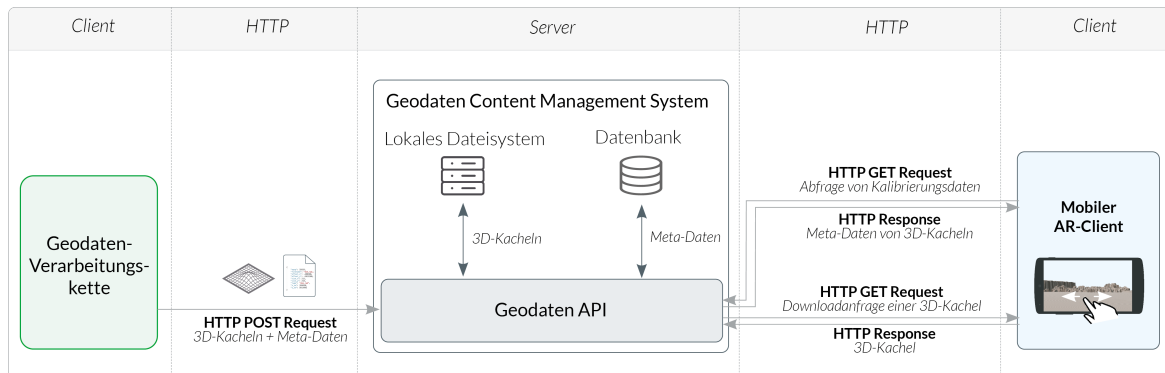 Client
HTTP
Server
HTTP
Client
Geodaten-
Verarbeitungs-
kette
HTTP POST Request
3D-Kacheln + Meta-Daten
Geodaten Content Management System
Lokales Dateisystem
Datenbank
3D-Kacheln
Meta-Daten
Geodaten API
HTTP GET Request
Abfrage von Kalibrierungsdaten
HTTP Response
Meta-Daten von 3D-Kacheln
HTTP GET Request
Downloadanfrage einer 3D-Kachel
HTTP Response
3D-Kachel
Mobiler
AR-Client